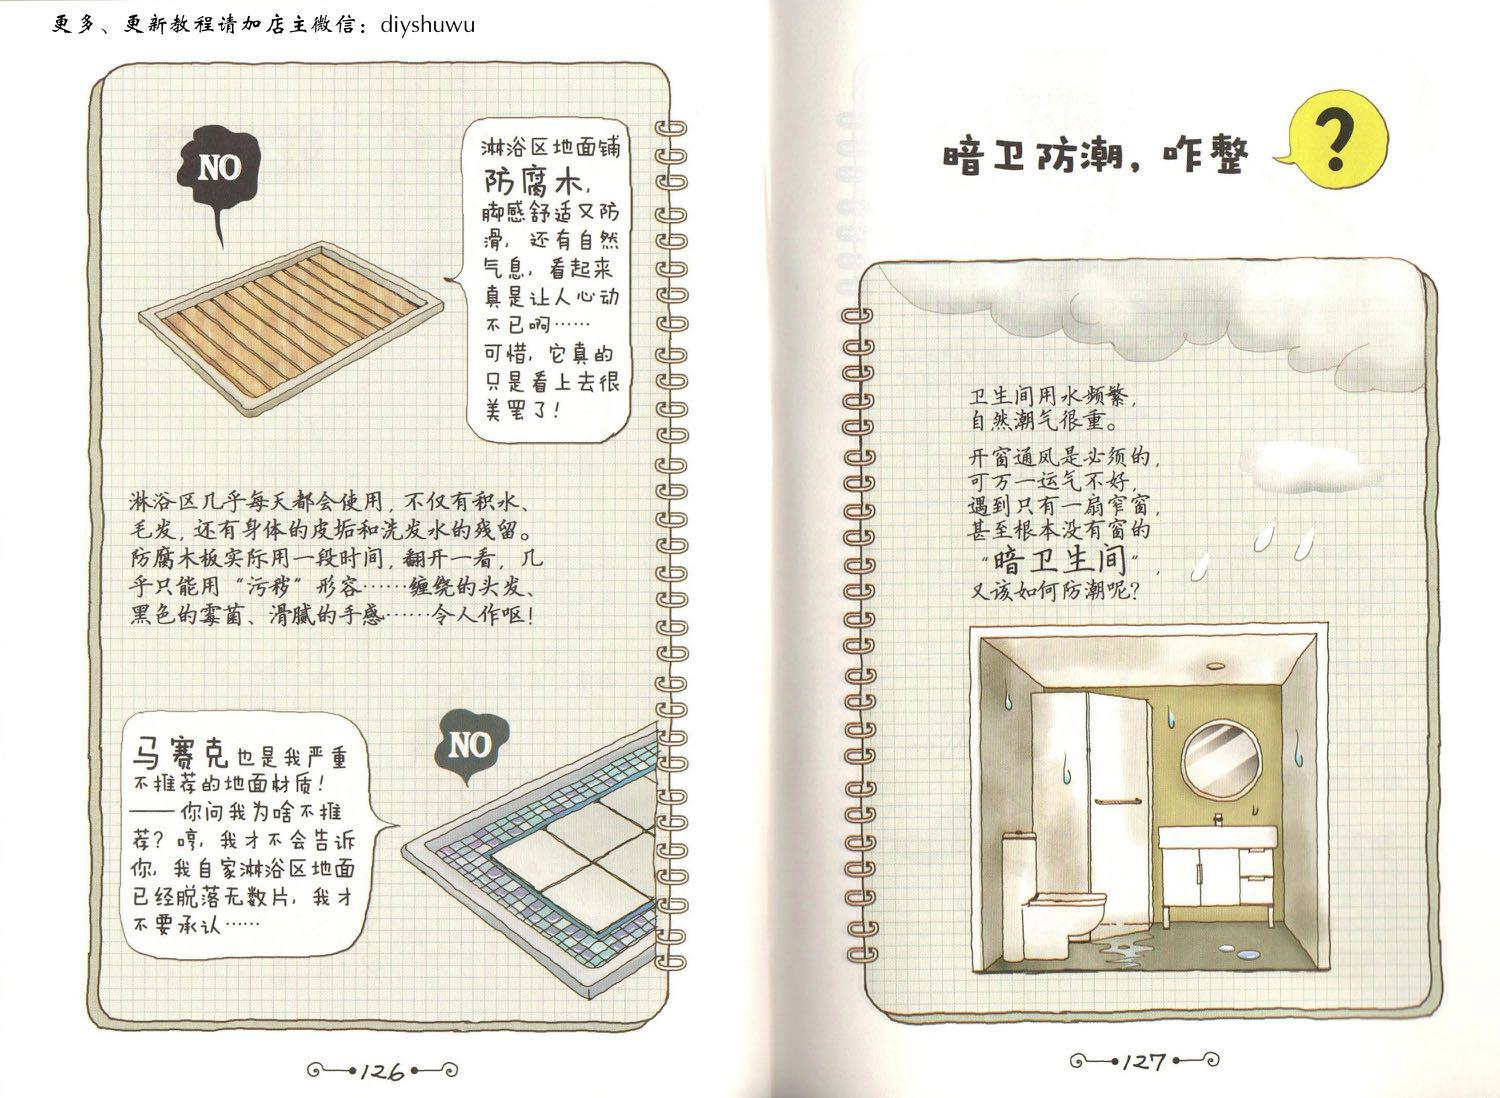 更多、更新教程请加店主微信：diyshuwu
NO
淋浴区地面铺
防腐木，
脚感舒适又防
滑，还有自然
气息，看起来
真是让人心动
不已啊……
可惜，它真的
只是看上去很
美罢了！
淋浴区几乎每天都会使用，不仅有积水、
毛发，还有身体的皮垢和洗发水的残留。
防腐木板实际用一段时间，翻开一看，几
乎只能用“污秽”形容……缠绕的头发、
黑色的霉菌、滑腻的手感……令人作呕！
马赛克也是我严重
不推荐的地面材质！
——你问我为啥不推
荐？哼，我才不会告诉
你，我自家淋浴区地面
已经脱落无数片，我才
不要承认……
NO
126
暗卫防潮，咋整
?
卫生间用水频繁，
自然潮气很重。
开窗通风是必须的，
可万一运气不好，
遇到只有一扇窄窗，
甚至根本没有窗的
“暗卫生间”，
又该如何防潮呢？
127